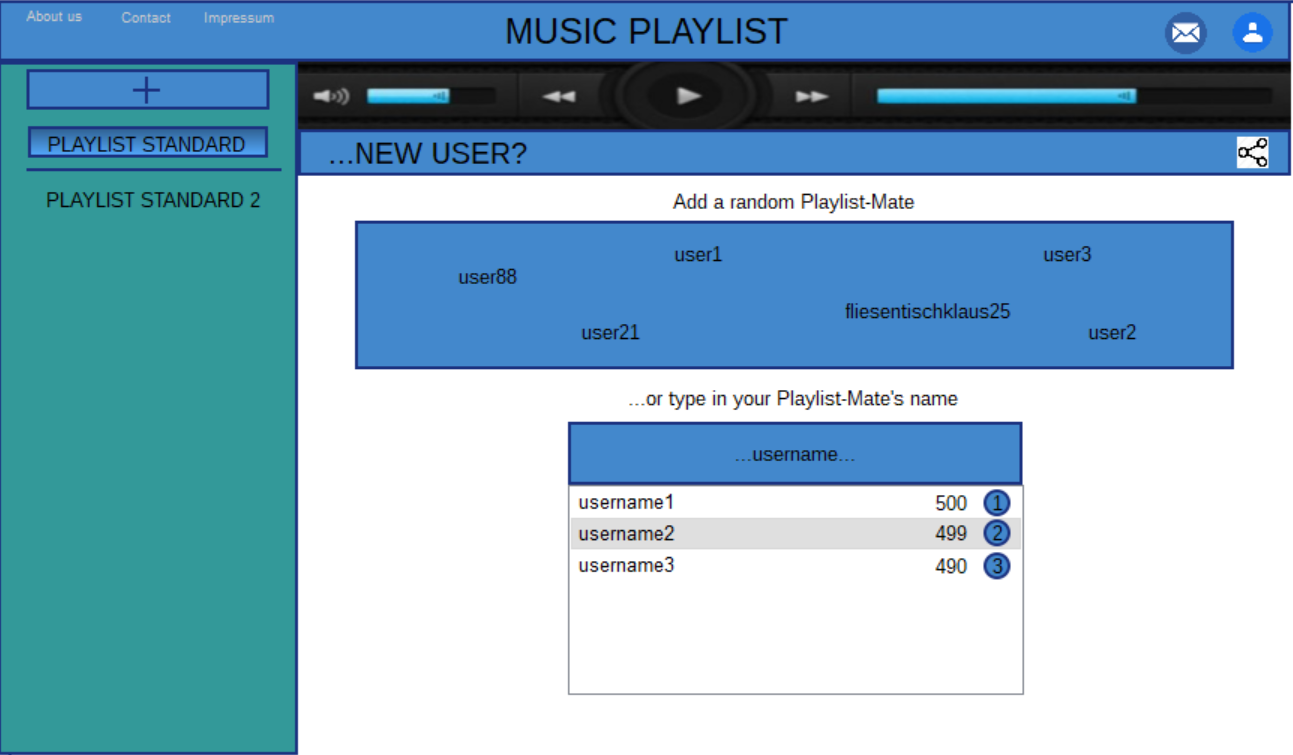 About us Contact Impressum
MUSIC PLAYLIST
PLAYLIST STANDARD
PLAYLIST STANDARD 2
...NEW USER?
Add a random Playlist-Mate
user1 user3
user88
fliesentischklaus25
user21 user2
...or type in your Playlist-Mate's name
...username...
username1 500 1
username2 499 2
username3 490 3